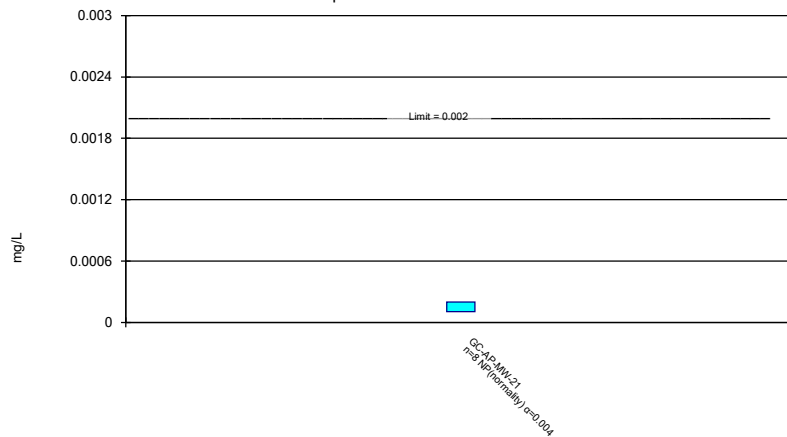 0.003
0.0024
Limit = 0.002
0.0018
0.0012
mg/L
0.0006
0
GC-AP-MW-21
n=8 NP(normality) α=0.004